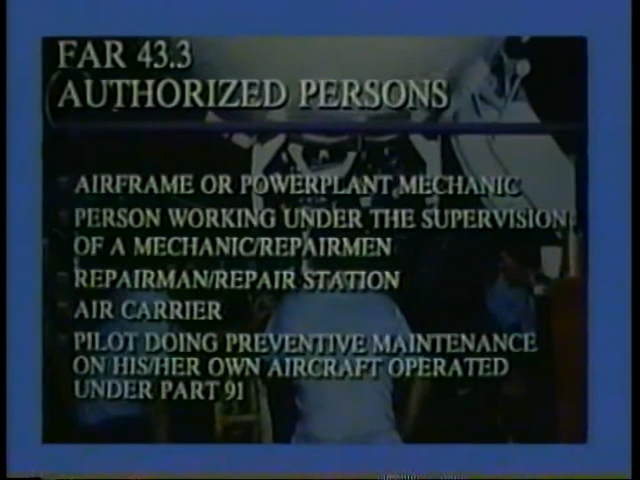 FAR 43.3
AUTHORIZED PERSONS
AIRFRAME OR POWERPLANT MECHANIC
PERSON WORKING UNDER THE SUPERVISION
OF A MECHANIC/REPAIRMEN
REPAIRMAN/REPAIR STATION
AIR CARRIER
PILOT DOING PREVENTIVE MAINTENANCE
ON HIS/HER OWN AIRCRAFT OPERATED
UNDER PART 91